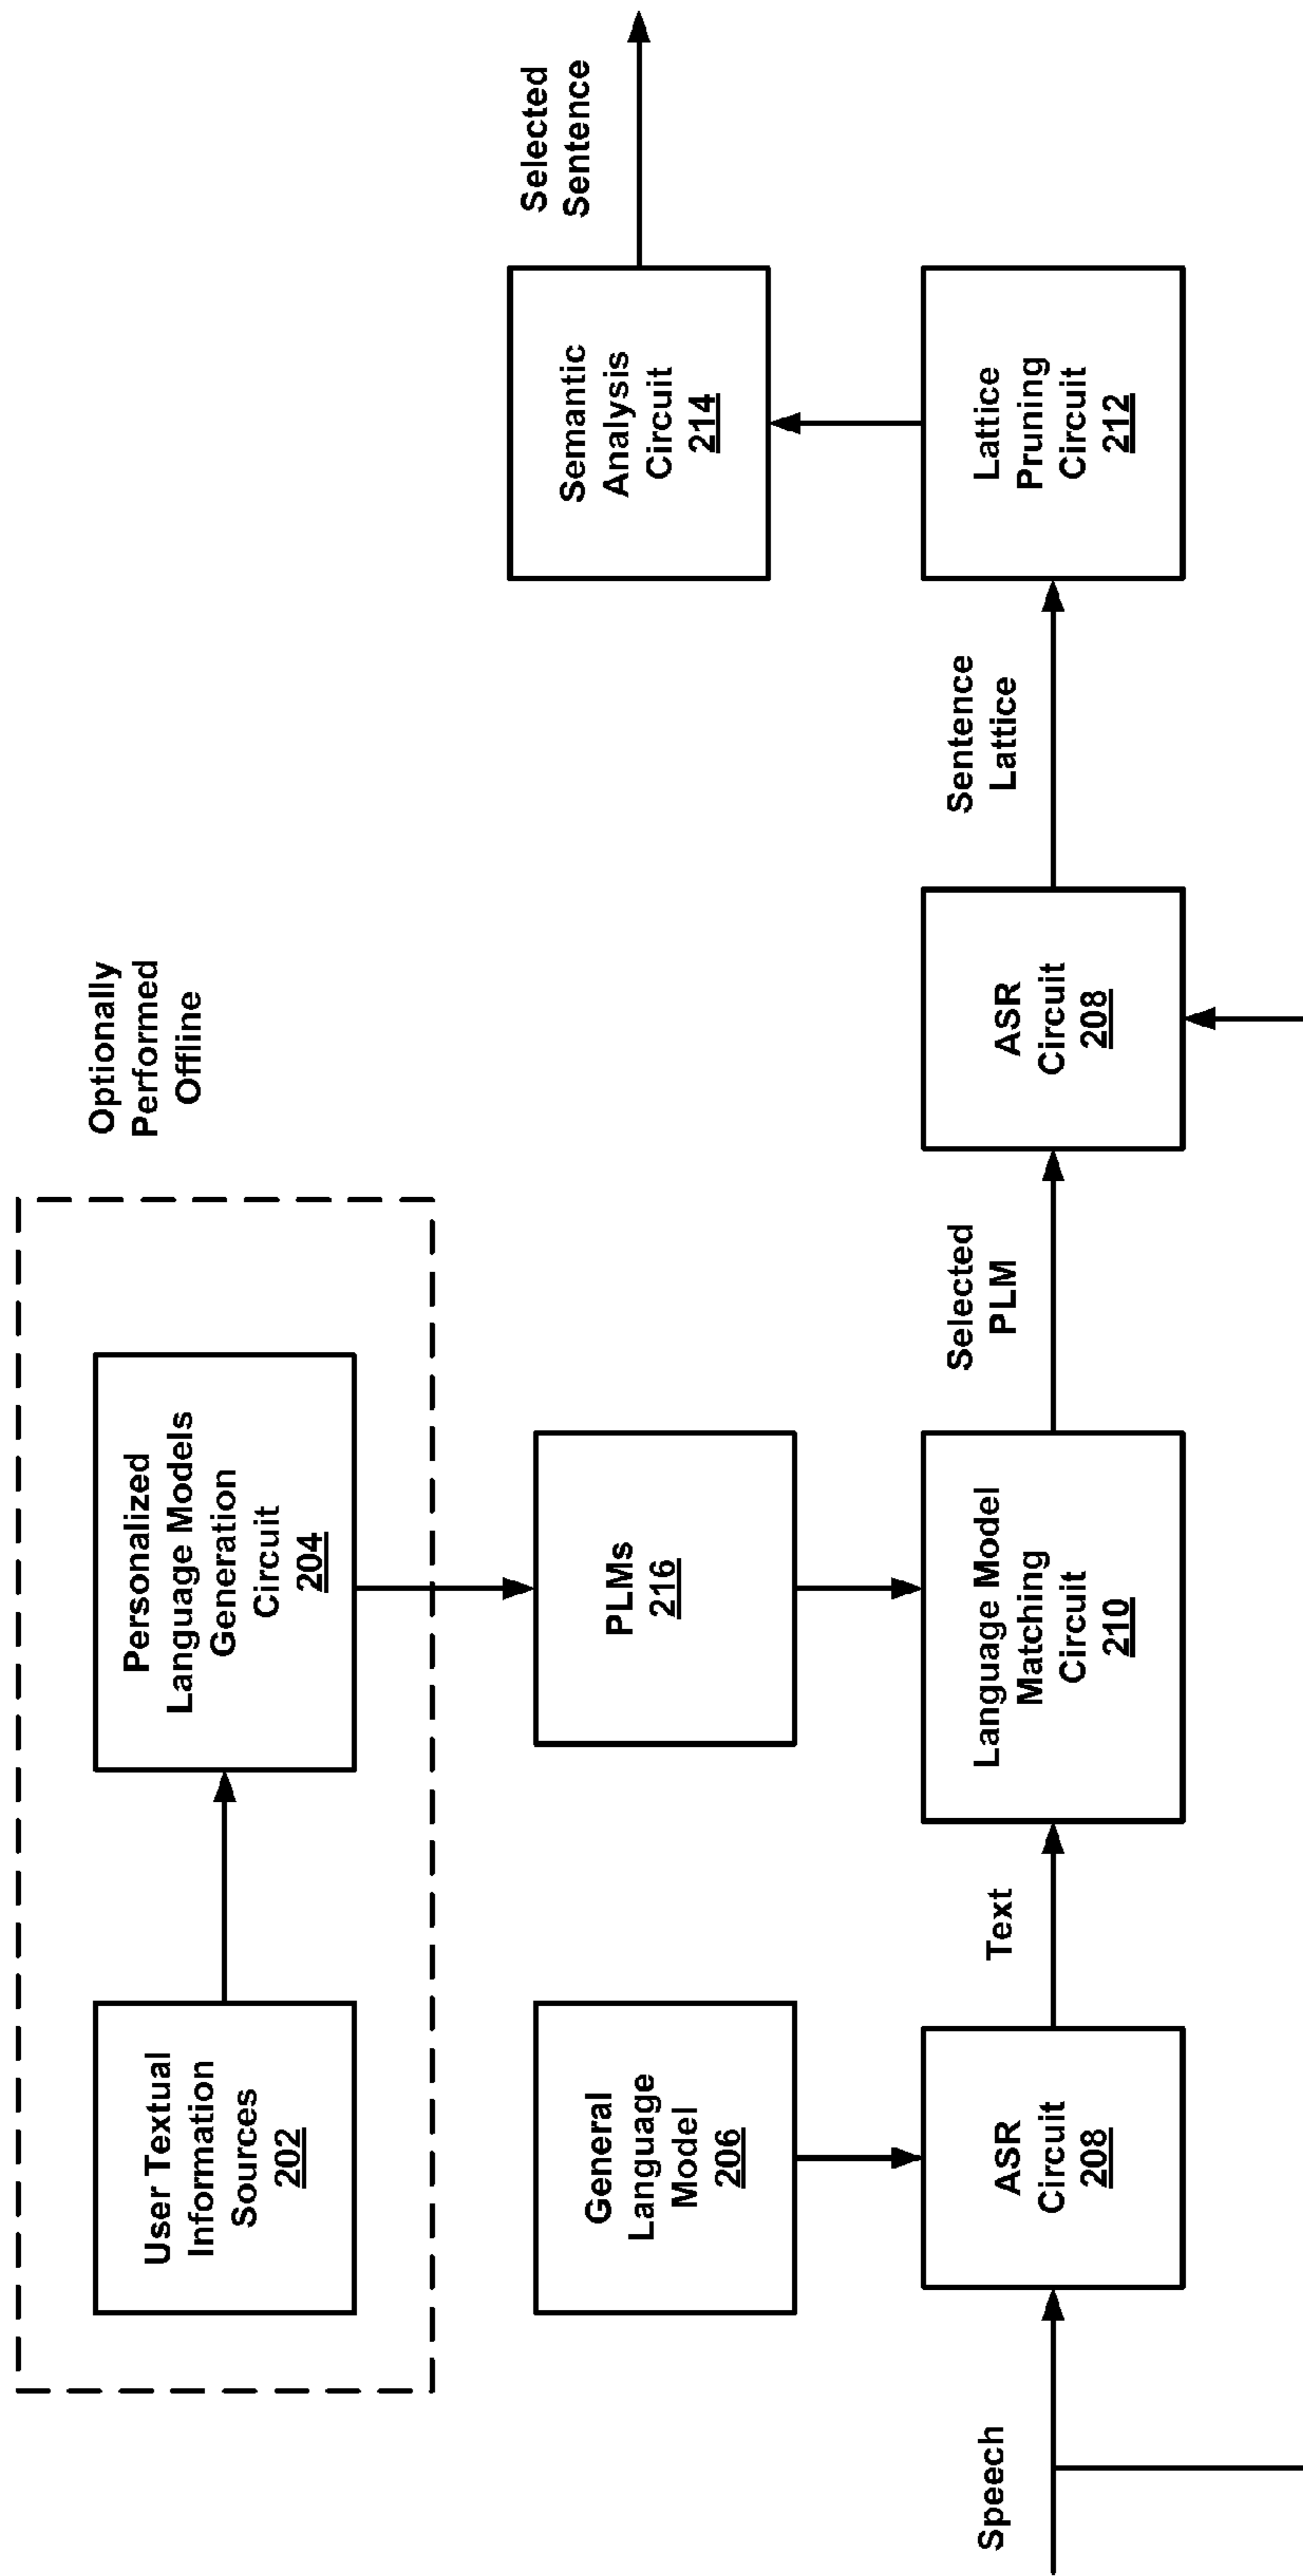 Optionally
Performed
Offline
User Textual
Information
Sources
202
Personalized
Language Models
Generation
Circuit
204
General
Language
Model
206
PLMs
216
Semantic
Analysis
Circuit
214
Selected
Sentence
Speech
ASR
Circuit
208
Text
Language Model
Matching
Circuit
210
Selected
PLM
ASR
Circuit
208
Sentence
Lattice
Lattice
Pruning
Circuit
212